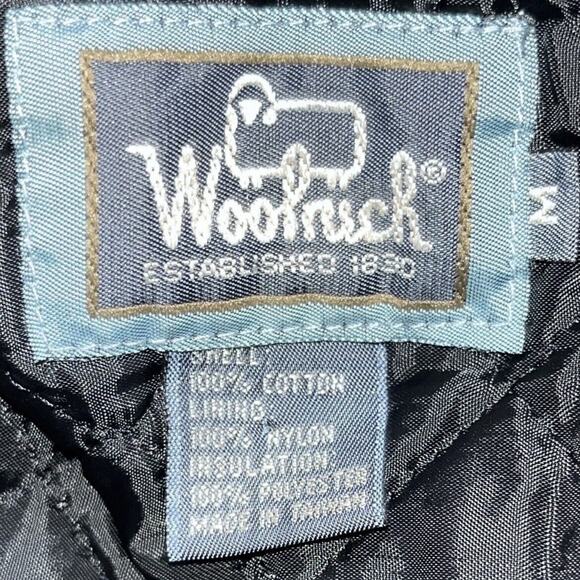 Woolrich®
ESTABLISHED 1830
M
SHELL
100% COTTON
LINING
100% NYLON
INSULATION
100% POLYESTER
MADE IN TAIWAN